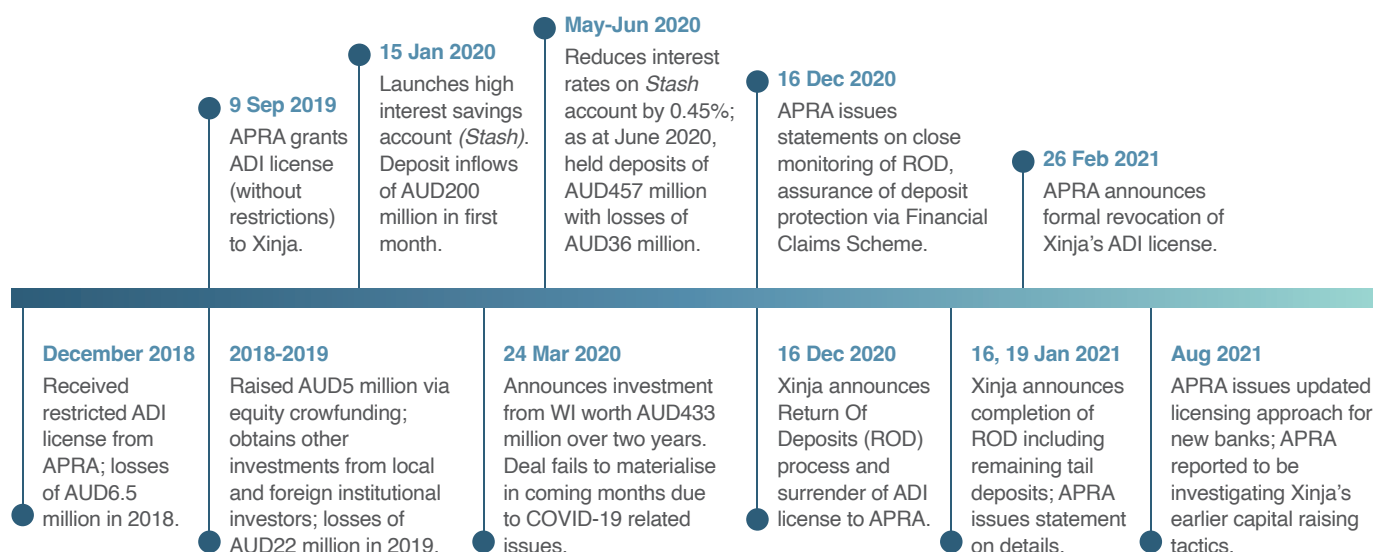 May-Jun 2020
Reduces interest
rates on Stash
account by 0.45%;
as at June 2020,
held deposits of
AUD457 million
with losses of
AUD36 million.
15 Jan 2020
Launches high
interest savings
account (Stash).
Deposit inflows
of AUD200
million in first
month.
16 Dec 2020
APRA issues
statements on close
monitoring of ROD,
assurance of deposit
protection via Financial
Claims Scheme.
9 Sep 2019
APRA grants
ADI license
(without
restrictions)
to Xinja.
26 Feb 2021
APRA announces
formal revocation of
Xinja's ADI license.
December 2018
Received
restricted ADI
license from
APRA; losses
of AUD6.5
million in 2018.
2018-2019
Raised AUD5 million via
equity crowfunding;
obtains other
investments from local
and foreign institutional
investors; losses of
AUD22 million in 2019.
24 Mar 2020
Announces investment
from WI worth AUD433
million over two years.
Deal fails to materialise
in coming months due
to COVID-19 related
issues.
16 Dec 2020
Xinja announces
Return Of
Deposits (ROD)
process and
surrender of ADI
license to APRA.
16, 19 Jan 2021
Xinja announces
completion of
ROD including
remaining tail
deposits; APRA
issues statement
on details.
Aug 2021
APRA issues updated
licensing approach for
new banks; APRA
reported to be
investigating Xinja's
earlier capital raising
tactics.